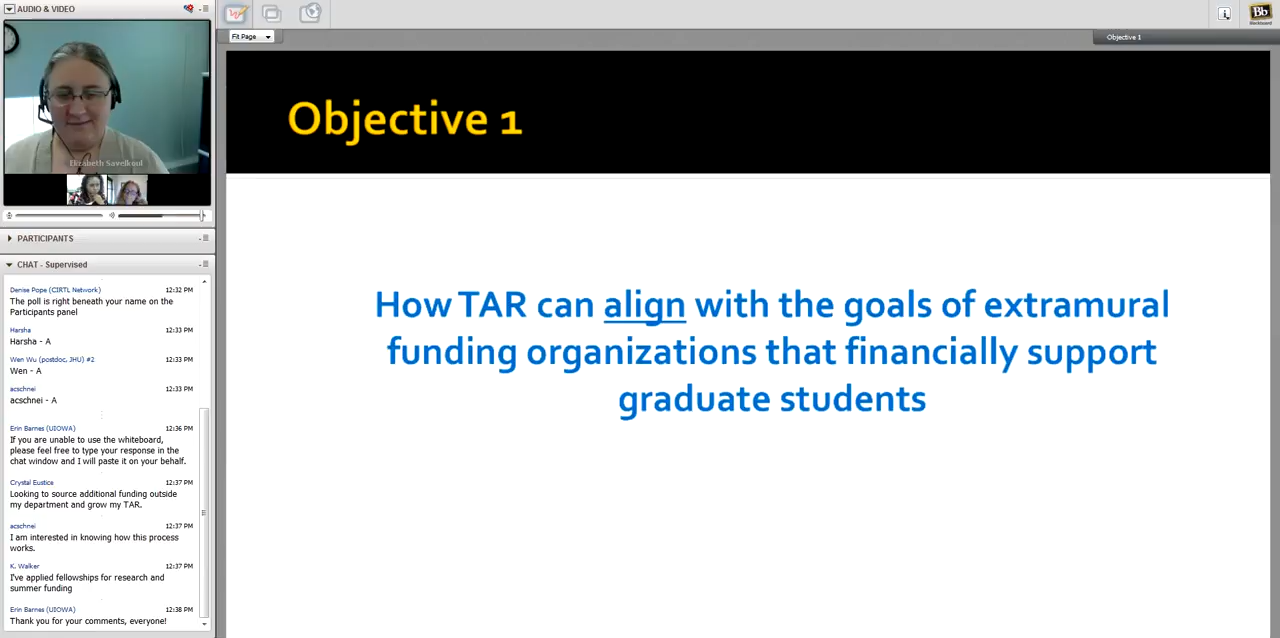 AUDIO & VIDEO
Elizabeth Savelkoul
PARTICIPANTS
CHAT - Supervised
Denise Pope (CIRTL Network) 12:32 PM
The poll is right beneath your name on the
Participants panel
Harsha 12:33 PM
Harsha - A
Wen Wu (postdoc, JHU) #2 12:33 PM
Wen - A
acschnei 12:33 PM
acschnei - A
Erin Barnes (UIOWA) 12:36 PM
If you are unable to use the whiteboard,
please feel free to type your response in the
chat window and I will paste it on your behalf.
Crystal Eustice 12:37 PM
Looking to source additional funding outside
my department and grow my TAR.
acschnei 12:37 PM
I am interested in knowing how this process
works.
K. Walker 12:37 PM
I've applied fellowships for research and
summer funding
Erin Barnes (UIOWA) 12:38 PM
Thank you for your comments, everyone!
Fit Page
Bb
Blackboard
Objective 1
Objective 1
How TAR can align with the goals of extramural
funding organizations that financially support
graduate students